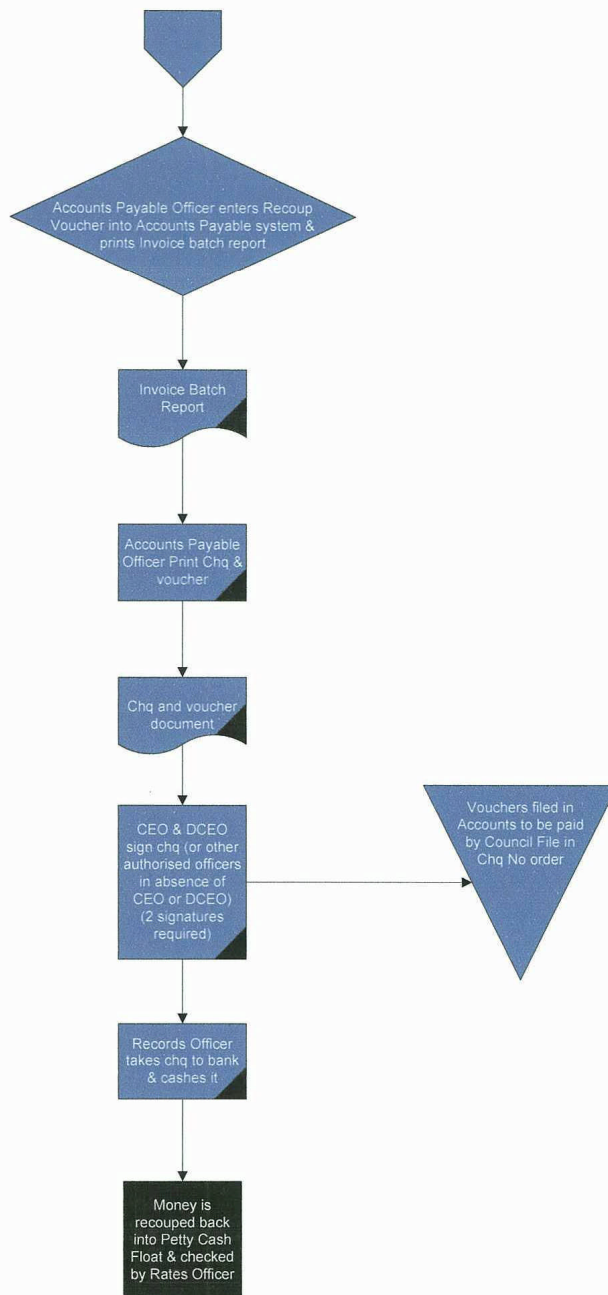 Accounts Payable Officer enters Recoup
Voucher into Accounts Payable system &
prints Invoice batch report
Invoice Batch
Report
Accounts Payable
Officer Print Chq &
voucher
Chq and voucher
document
CEO & DCEO
sign chq (or other
authorised officers
in absence of
CEO or DCEO)
(2 signatures
required)
Vouchers filed in
Accounts to be paid
by Council File in
Chq No order
Records Officer
takes chq to bank
& cashes it
Money is
recouped back
into Petty Cash
Float & checked
by Rates Officer